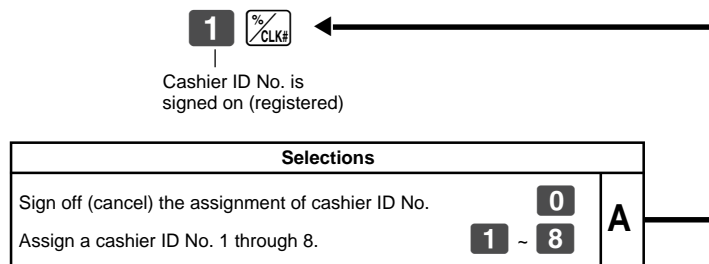 1 %/CLK#
Cashier ID No. is
signed on (registered)
Selections
Sign off (cancel) the assignment of cashier ID No. 0
Assign a cashier ID No. 1 through 8. 1 ~ 8
A